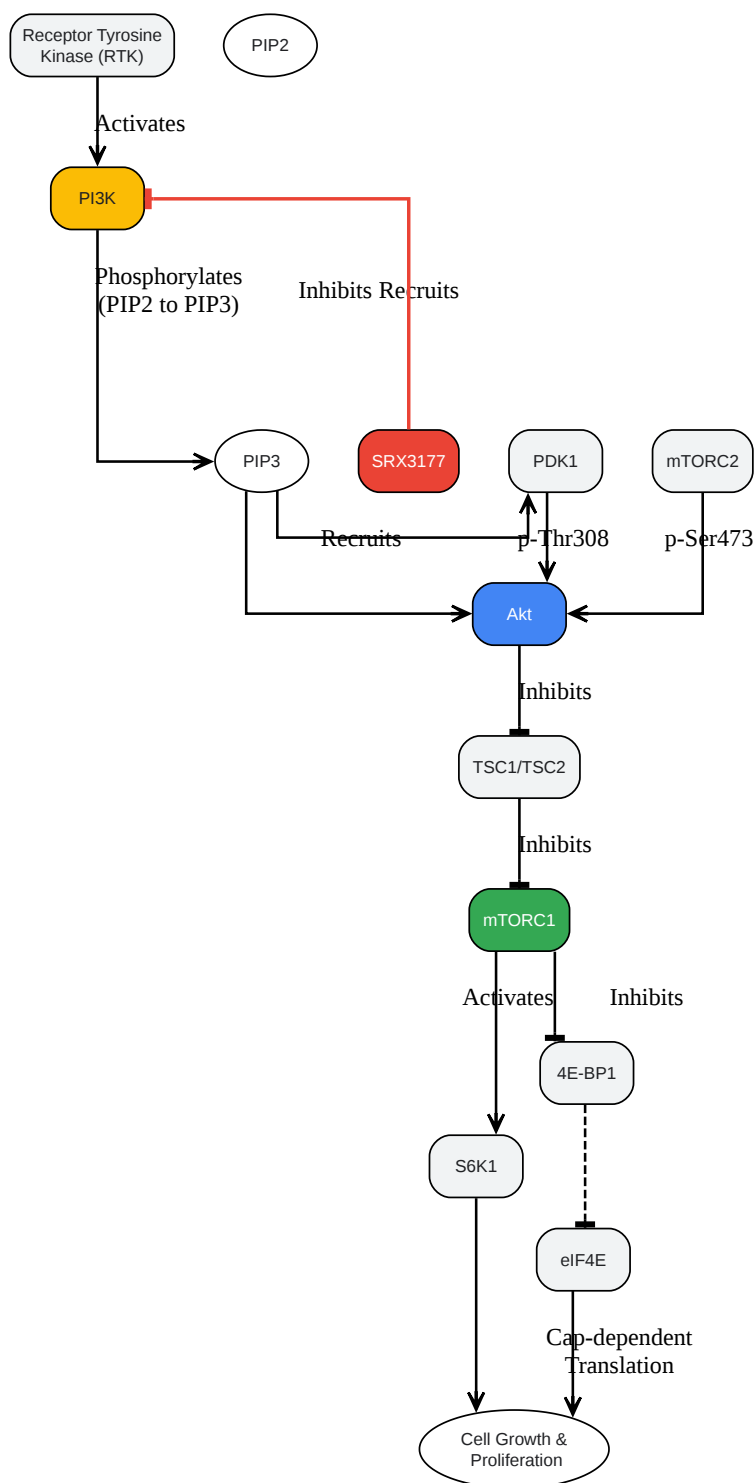 Receptor Tyrosine
Kinase (RTK)
PIP2
Activates
PI3K
Phosphorylates
(PIP2 to PIP3)
Inhibits
Recruits
PIP3
SRX3177
PDK1
mTORC2
Recruits
p-Thr308
p-Ser473
Akt
Inhibits
TSC1/TSC2
Inhibits
mTORC1
Activates
Inhibits
4E-BP1
S6K1
eIF4E
Cap-dependent
Translation
Cell Growth &
Proliferation